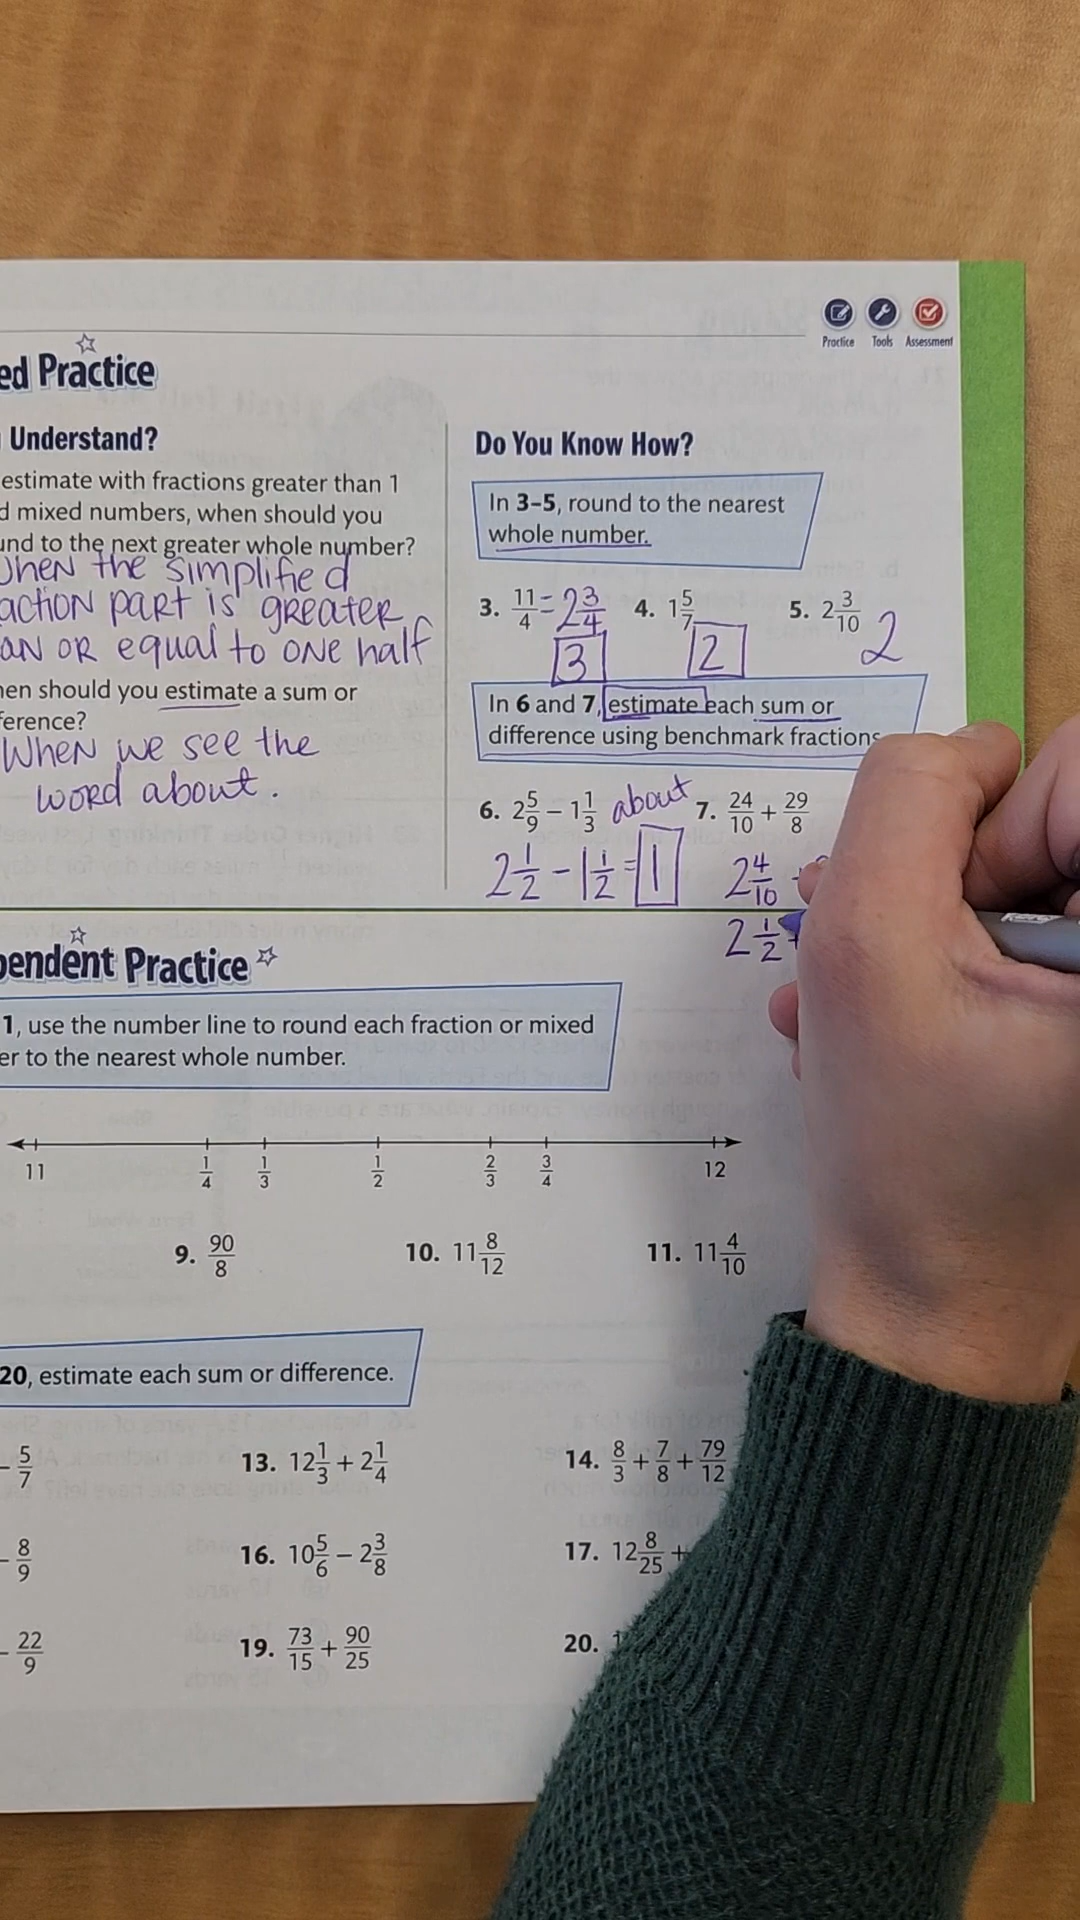 Practice Tools Assessment
ed Practice
Understand?
estimate with fractions greater than 1
d mixed numbers, when should you
und to the next greater whole number?
When the simplified
action part is greater
an or equal to one half
en should you estimate a sum or
ference?
When we see the
word about.
Do You Know How?
In 3–5, round to the nearest
whole number.
3. 11/4 = 2 3/4 4. 1 5/7 5. 2 3/10 2
3 2
In 6 and 7, estimate each sum or
difference using benchmark fractions
6. 2 5/9 − 1 1/3 about 7. 24/10 + 29/8
2 1/2 − 1 1/2 = 1 2 4/10
2 1/2 +
pendent Practice
1, use the number line to round each fraction or mixed
er to the nearest whole number.
11 1/4 1/3 1/2 2/3 3/4 12
9. 90/8 10. 11 8/12 11. 11 4/10
20, estimate each sum or difference.
− 5/7 13. 12 1/3 + 2 1/4 14. 8/3 + 7/8 + 79/12
− 8/9 16. 10 5/6 − 2 3/8 17. 12 8/25 +
− 22/9 19. 73/15 + 90/25 20.